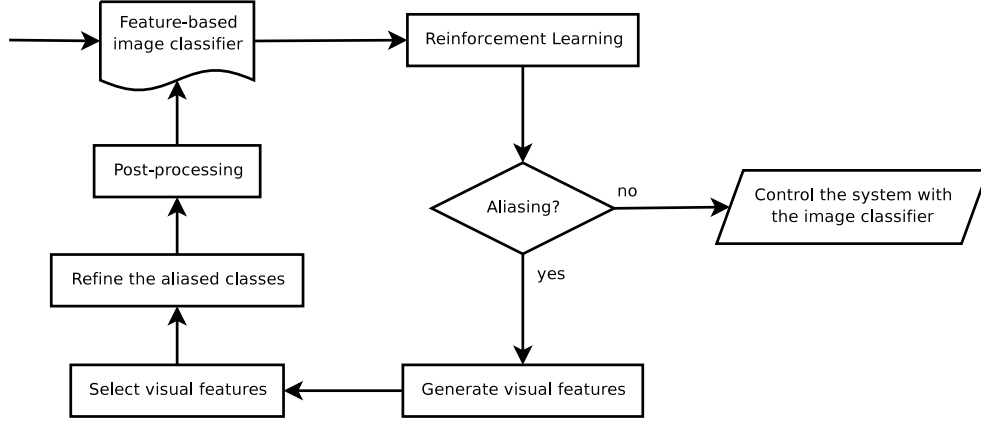 Feature-based
image classifier
Reinforcement Learning
Post-processing
Aliasing?
no
Control the system with
the image classifier
Refine the aliased classes
yes
Select visual features
Generate visual features